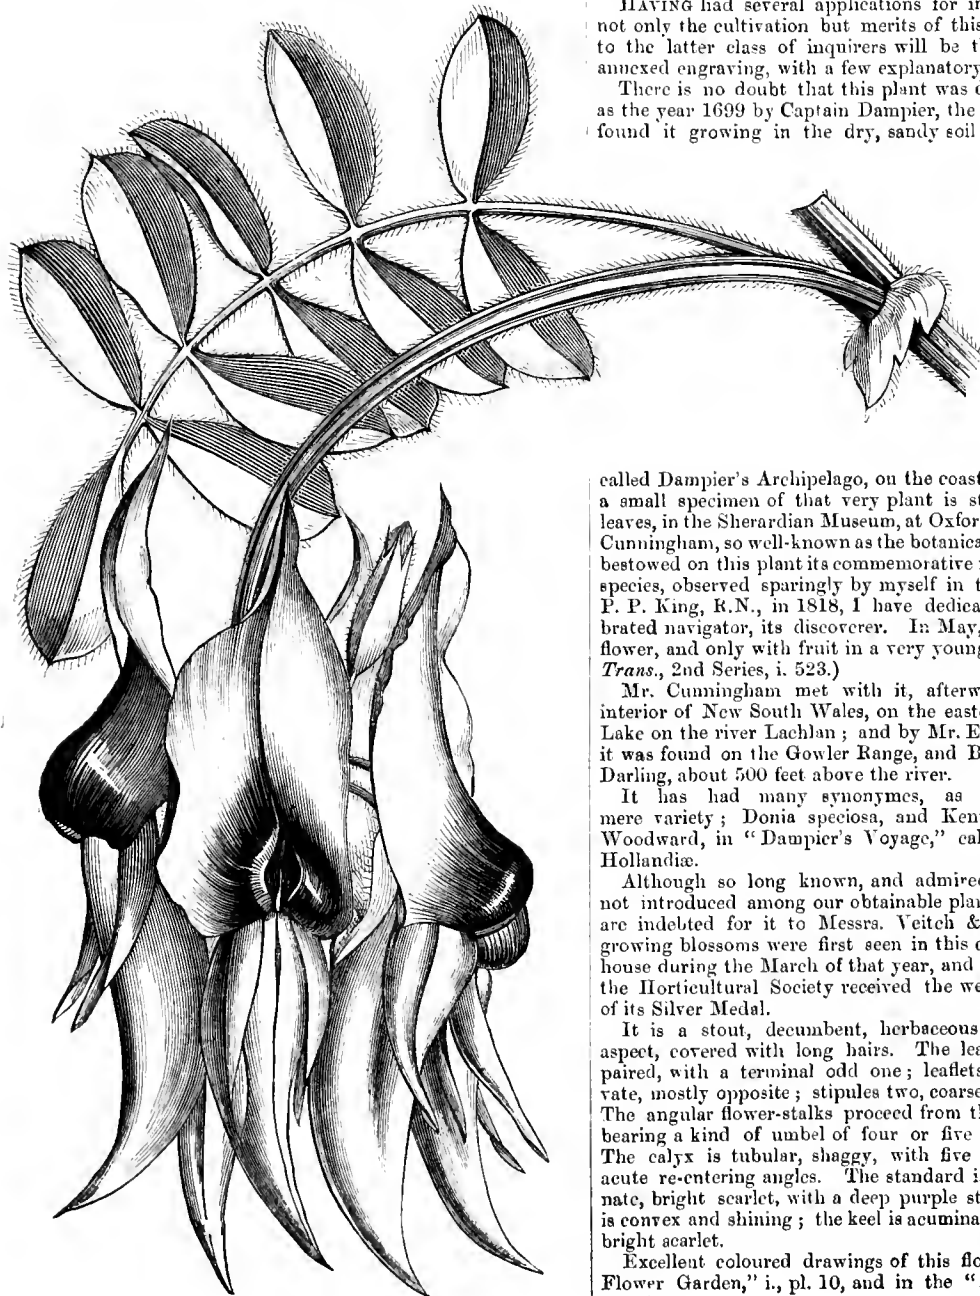 HAVING had several applications for in
not only the cultivation but merits of this
to the latter class of inquirers will be t
annexed engraving, with a few explanatory
There is no doubt that this plant was d
as the year 1699 by Captain Dampier, the
found it growing in the dry, sandy soil
called Dampier's Archipelago, on the coast
a small specimen of that very plant is st
leaves, in the Sherardian Museum, at Oxfor
Cunningham, so well-known as the botanica
bestowed on this plant its commemorative
species, observed sparingly by myself in t
P. P. King, R.N., in 1818, I have dedica
brated navigator, its discoverer. In May,
flower, and only with fruit in a very young
Trans., 2nd Series, i. 523.)
Mr. Cunningham met with it, afterw
interior of New South Wales, on the east
Lake on the river Lachlan ; and by Mr. E
it was found on the Gowler Range, and B
Darling, about 500 feet above the river.
It has had many synonymes, as
mere variety ; Donia speciosa, and Ken
Woodward, in "Dampier's Voyage," cal
Hollandiæ.
Although so long known, and admired
not introduced among our obtainable plan
are indebted for it to Messrs. Veitch &
growing blossoms were first seen in this c
house during the March of that year, and
the Horticultural Society received the we
of its Silver Medal.
It is a stout, decumbent, herbaceous
aspect, covered with long hairs. The lea
paired, with a terminal odd one ; leaflets
vate, mostly opposite ; stipules two, coarse
The angular flower-stalks proceed from t
bearing a kind of umbel of four or five
The calyx is tubular, shaggy, with five
acute re-entering angles. The standard i
nate, bright scarlet, with a deep purple st
is convex and shining ; the keel is acumina
bright scarlet.
Excellent coloured drawings of this flo
Flower Garden," i., pl. 10, and in the "